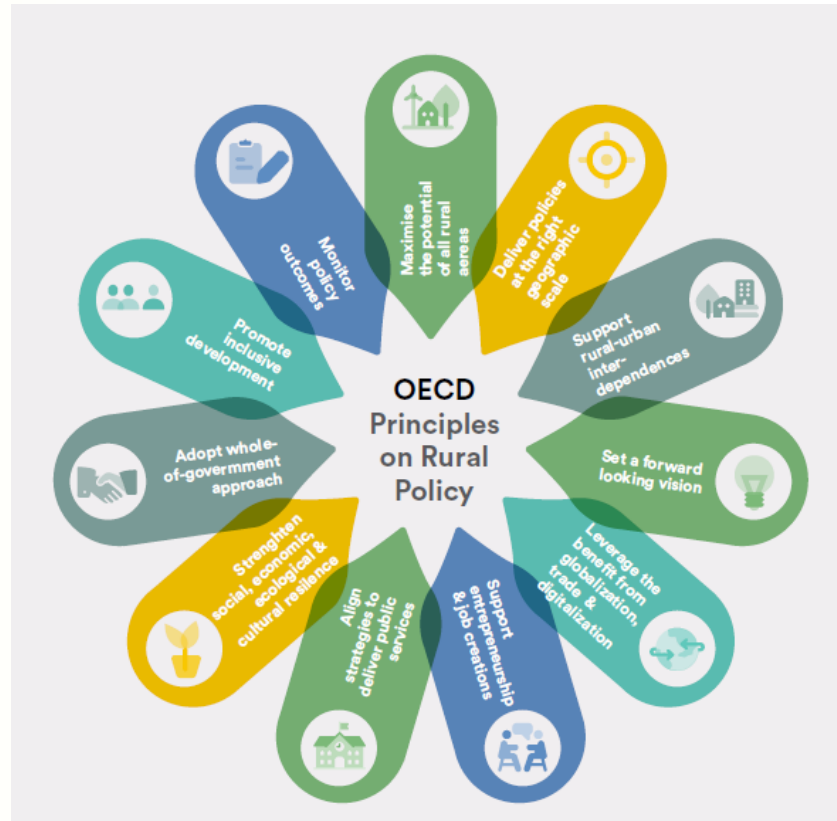 OECD
Principles
on Rural
Policy
Maximise
the potential
of all rural
aereas
Deliver policies
at the right
geographic
scale
Support
rural-urban
inter-
dependences
Set a forward
looking vision
Leverage the
benefit from
globalization,
trade &
digitalization
Support
entrepreneurship
& job creations
Align
strategies to
deliver public
services
Strenghten
social, economic,
ecological &
cultural resilence
Adopt whole-
of-govermment
approach
Promote
inclusive
development
Monitor
policy
outcomes